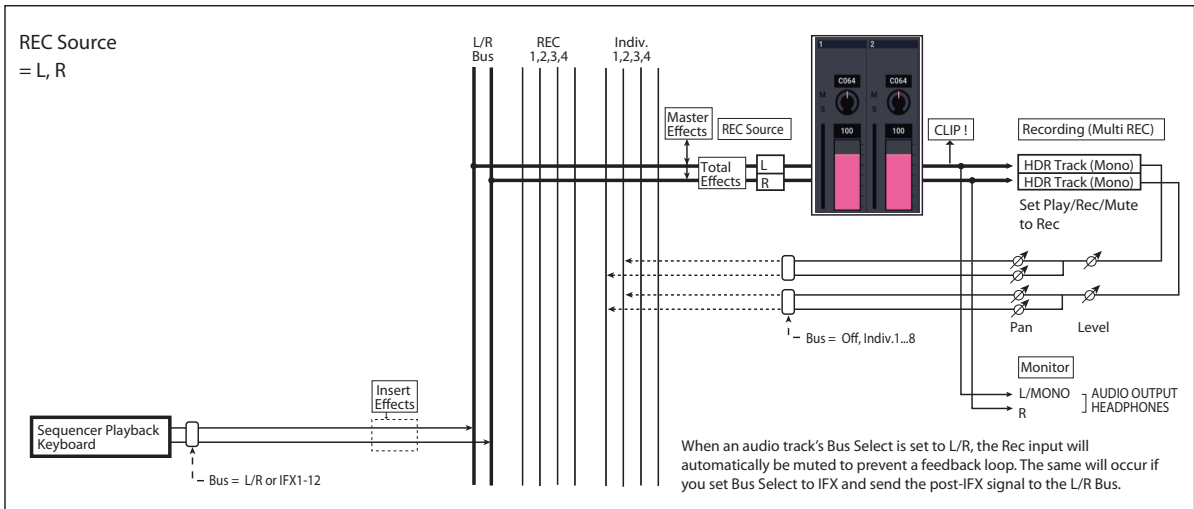 REC Source
= L, R
L/R
Bus
REC
1,2,3,4
Indiv.
1,2,3,4
1
2
C064
C064
M
S
M
S
100
100
Master
Effects
REC Source
CLIP !
Recording (Multi REC)
Total
Effects
L
R
HDR Track (Mono)
HDR Track (Mono)
Set Play/Rec/Mute
to Rec
Pan
Level
Bus = Off, Indiv.1...8
Monitor
L/MONO
R
AUDIO OUTPUT
HEADPHONES
Insert
Effects
Sequencer Playback
Keyboard
Bus = L/R or IFX1-12
When an audio track's Bus Select is set to L/R, the Rec input will
automatically be muted to prevent a feedback loop. The same will occur if
you set Bus Select to IFX and send the post-IFX signal to the L/R Bus.